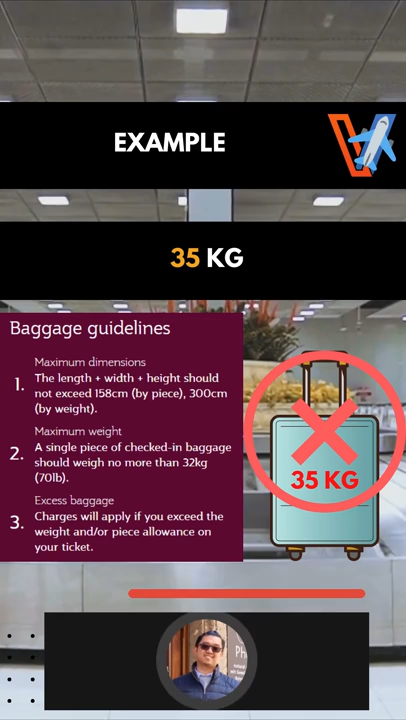 EXAMPLE
35 KG
Baggage guidelines
Maximum dimensions
1. The length + width + height should
not exceed 158cm (by piece), 300cm
(by weight).
Maximum weight
2. A single piece of checked-in baggage
should weigh no more than 32kg
(70lb).
Excess baggage
3. Charges will apply if you exceed the
weight and/or piece allowance on
your ticket.
35 KG